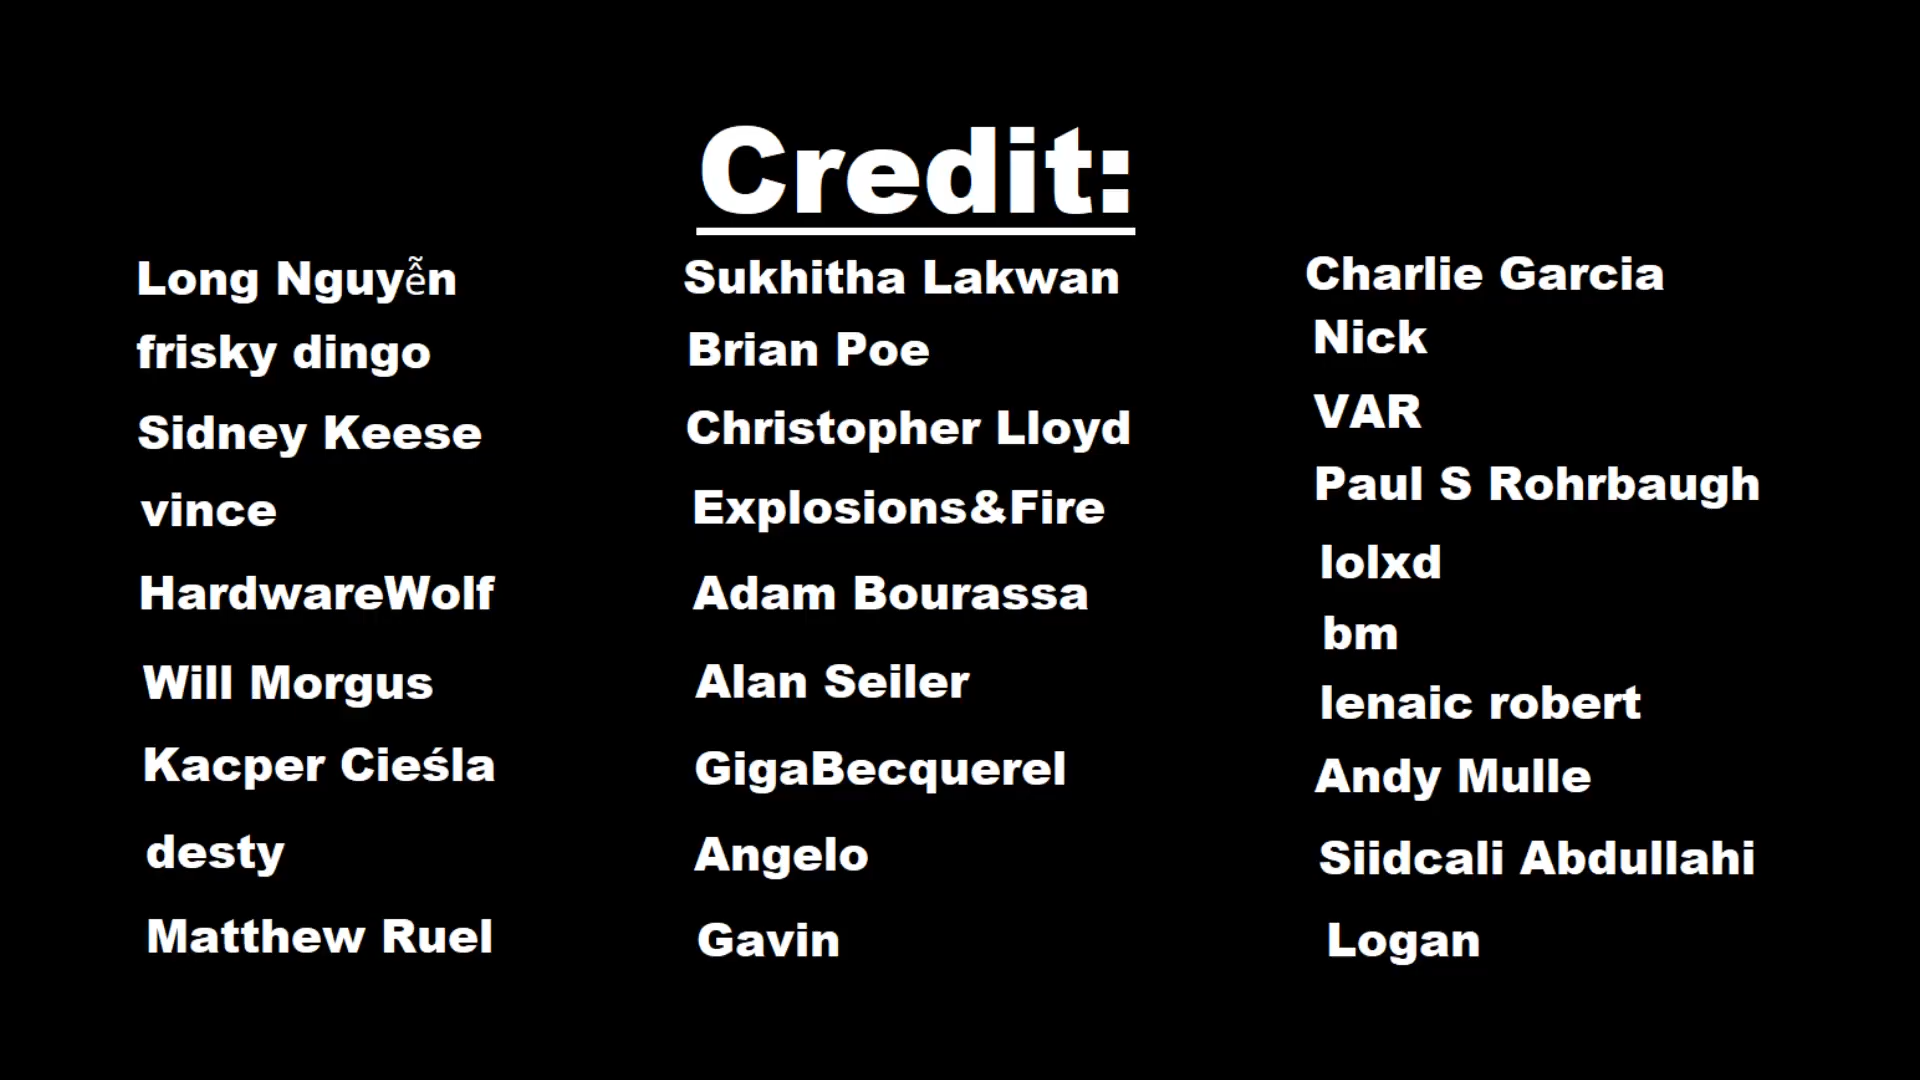 Credit:
Long Nguyễn
frisky dingo
Sidney Keese
vince
HardwareWolf
Will Morgus
Kacper Cieśla
desty
Matthew Ruel
Sukhitha Lakwan
Brian Poe
Christopher Lloyd
Explosions&Fire
Adam Bourassa
Alan Seiler
GigaBecquerel
Angelo
Gavin
Charlie Garcia
Nick
VAR
Paul S Rohrbaugh
lolxd
bm
lenaic robert
Andy Mulle
Siidcali Abdullahi
Logan